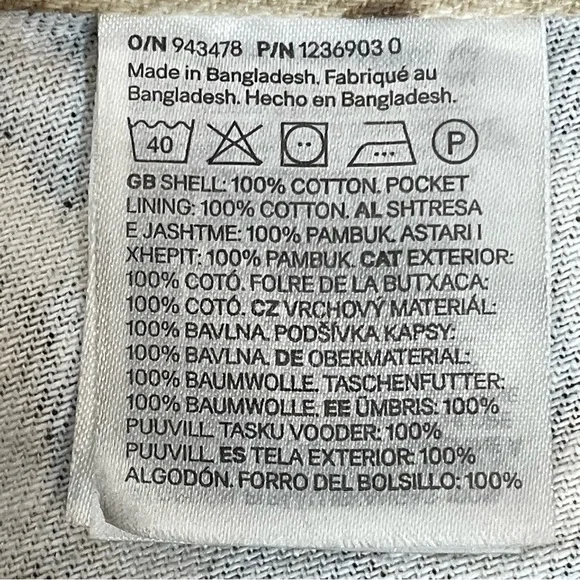 O/N 943478 P/N 1236903 0
Made in Bangladesh. Fabriqué au
Bangladesh. Hecho en Bangladesh.
40 P
GB SHELL: 100% COTTON. POCKET
LINING: 100% COTTON. AL SHTRESA
E JASHTME: 100% PAMBUK. ASTARI I
XHEPIT: 100% PAMBUK. CAT EXTERIOR:
100% COTÓ. FOLRE DE LA BUTXACA:
100% COTÓ. CZ VRCHOVÝ MATERIÁL:
100% BAVLNA. PODŠÍVKA KAPSY:
100% BAVLNA. DE OBERMATERIAL:
100% BAUMWOLLE. TASCHENFUTTER:
100% BAUMWOLLE. EE ÜMBRIS: 100%
PUUVILL. TASKU VOODER: 100%
PUUVILL. ES TELA EXTERIOR: 100%
ALGODÓN. FORRO DEL BOLSILLO: 100%